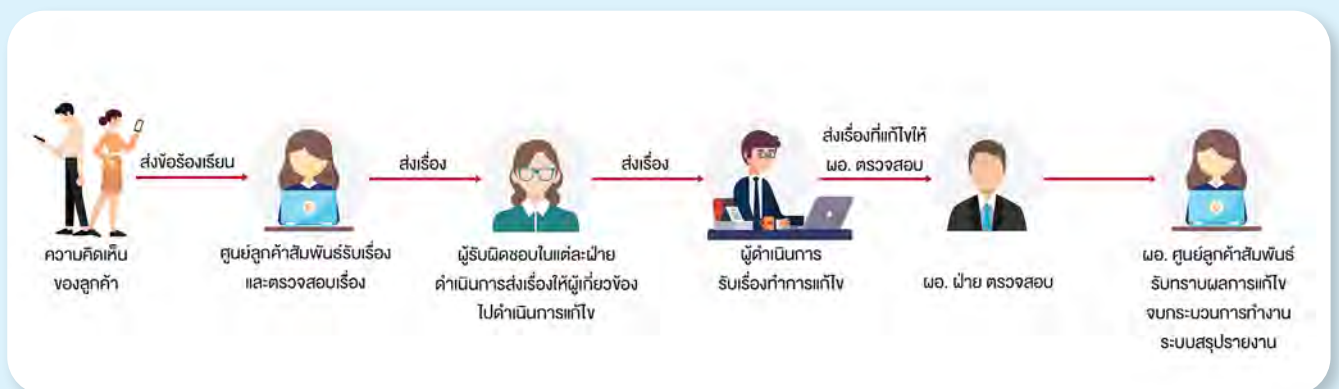 ส่งข้อร้องเรียน
ส่งเรื่อง
ส่งเรื่อง
ส่งเรื่องที่แก้ไขให้
ผอ. ตรวจสอบ
ความคิดเห็น
ของลูกค้า
ศูนย์ลูกค้าสัมพันธ์รับเรื่อง
และตรวจสอบเรื่อง
ผู้รับผิดชอบในแต่ละฝ่าย
ดำเนินการส่งเรื่องให้ผู้เกี่ยวข้อง
ไปดำเนินการแก้ไข
ผู้ดำเนินการ
รับเรื่องทำการแก้ไข
ผอ. ฝ่าย ตรวจสอบ
ผอ. ศูนย์ลูกค้าสัมพันธ์
รับทราบผลการแก้ไข
จบกระบวนการทำงาน
ระบบสรุปรายงาน